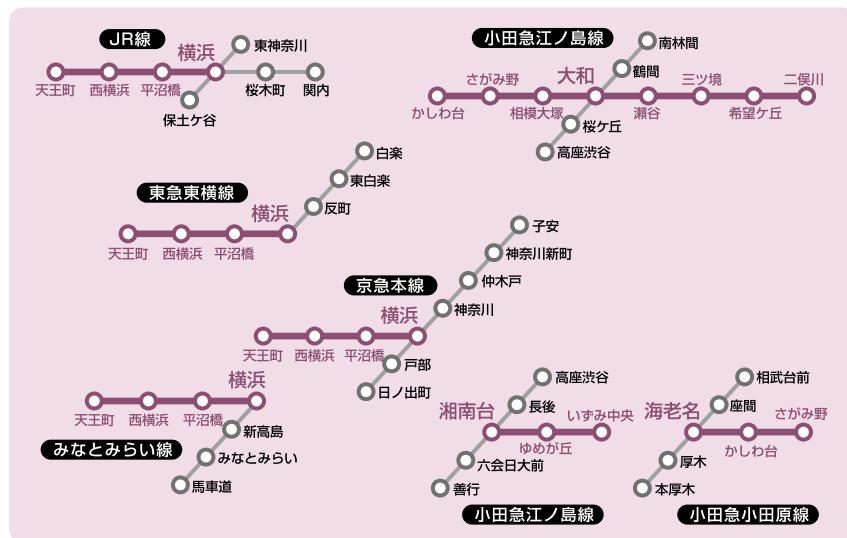 JR線
横浜
東神奈川
天王町
西横浜
平沼橋
桜木町
関内
保土ケ谷
小田急江ノ島線
南林間
鶴間
大和
さがみ野
三ツ境
二俣川
かしわ台
相模大塚
瀬谷
希望ケ丘
桜ケ丘
高座渋谷
東急東横線
白楽
東白楽
反町
横浜
天王町
西横浜
平沼橋
京急本線
子安
神奈川新町
仲木戸
神奈川
横浜
天王町
西横浜
平沼橋
戸部
日ノ出町
横浜
天王町
西横浜
平沼橋
新高島
みなとみらい
馬車道
みなとみらい線
高座渋谷
長後
湘南台
いずみ中央
ゆめが丘
六会日大前
善行
小田急江ノ島線
相武台前
座間
海老名
さがみ野
かしわ台
厚木
本厚木
小田急小田原線